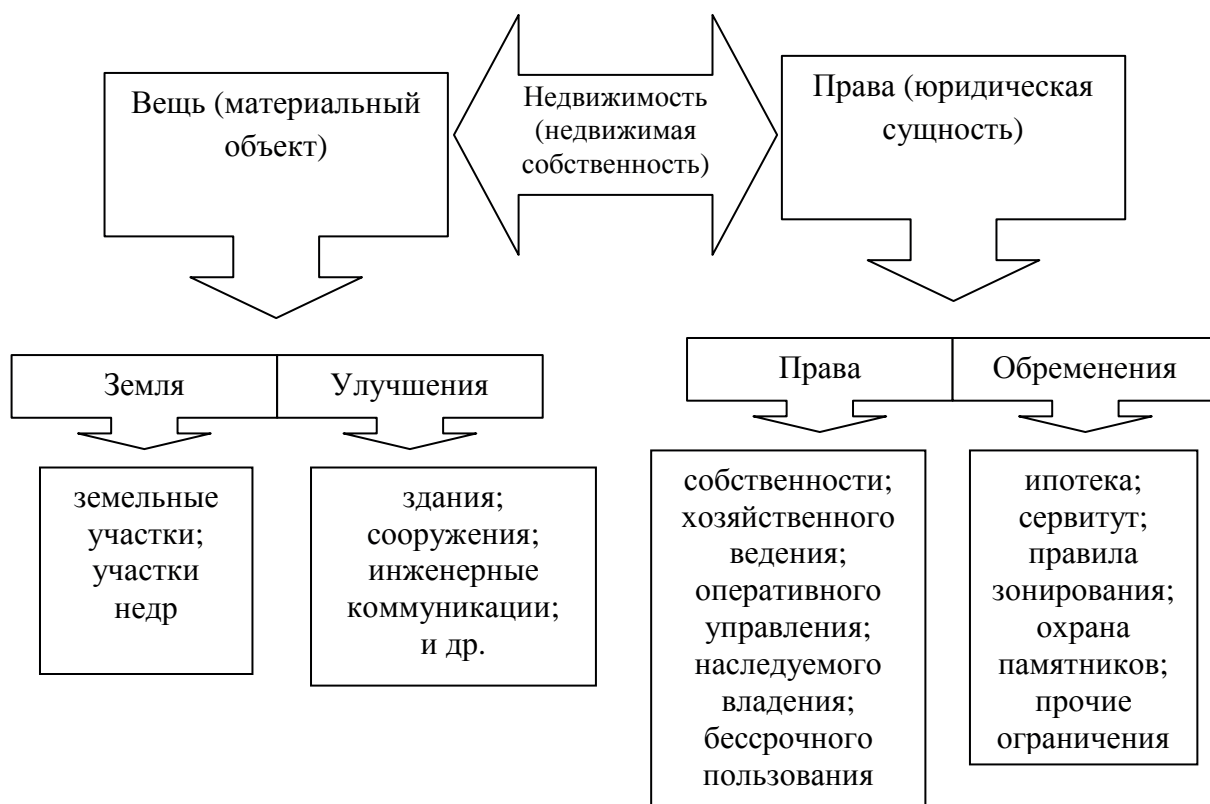 Вещь (материальный
объект)
Недвижимость
(недвижимая
собственность)
Права (юридическая
сущность)
Земля
Улучшения
Права
Обременения
земельные
участки;
участки
недр
здания;
сооружения;
инженерные
коммуникации;
и др.
собственности;
хозяйственного
ведения;
оперативного
управления;
наследуемого
владения;
бессрочного
пользования
ипотека;
сервитут;
правила
зонирования;
охрана
памятников;
прочие
ограничения